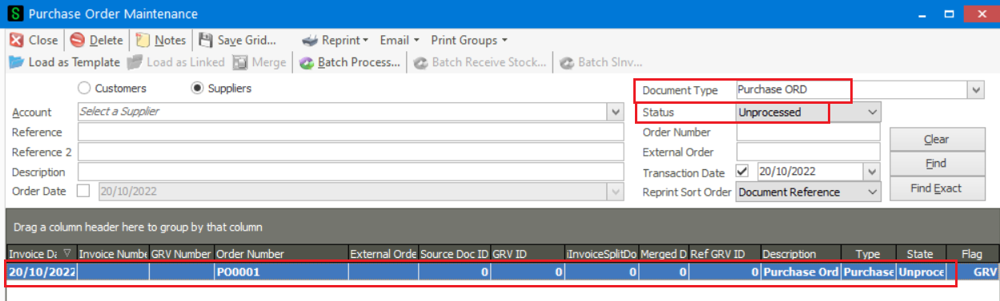 S Purchase Order Maintenance
Close Delete Notes Save Grid... Reprint Email Print Groups
Load as Template Load as Linked Merge Batch Process... Batch Receive Stock... Batch SInv...
Customers Suppliers
Document Type Purchase ORD
Account Select a Supplier
Status Unprocessed
Reference
Order Number
Reference 2
External Order
Description
Transaction Date 20/10/2022
Order Date 20/10/2022
Reprint Sort Order Document Reference
Clear
Find
Find Exact
Drag a column header here to group by that column
Invoice Da Invoice Numbe GRV Number Order Number External Orde Source Doc ID GRV ID iInvoiceSplitDo Merged D Ref GRV ID Description Type State Flag
20/10/2022 PO0001 0 0 0 0 0 Purchase Ord Purchase Unproce GRV